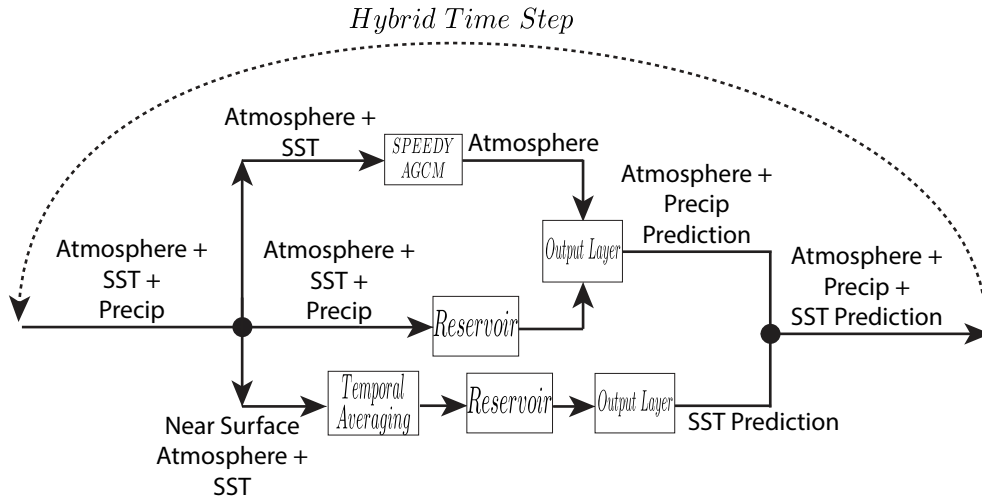 Hybrid Time Step
Atmosphere +
SST
SPEEDY
AGCM
Atmosphere
Atmosphere +
Precip
Prediction
Atmosphere +
SST +
Precip
Atmosphere +
SST +
Precip
Output Layer
Atmosphere +
Precip +
SST Prediction
Reservoir
Temporal
Averaging
Reservoir
Output Layer
SST Prediction
Near Surface
Atmosphere +
SST